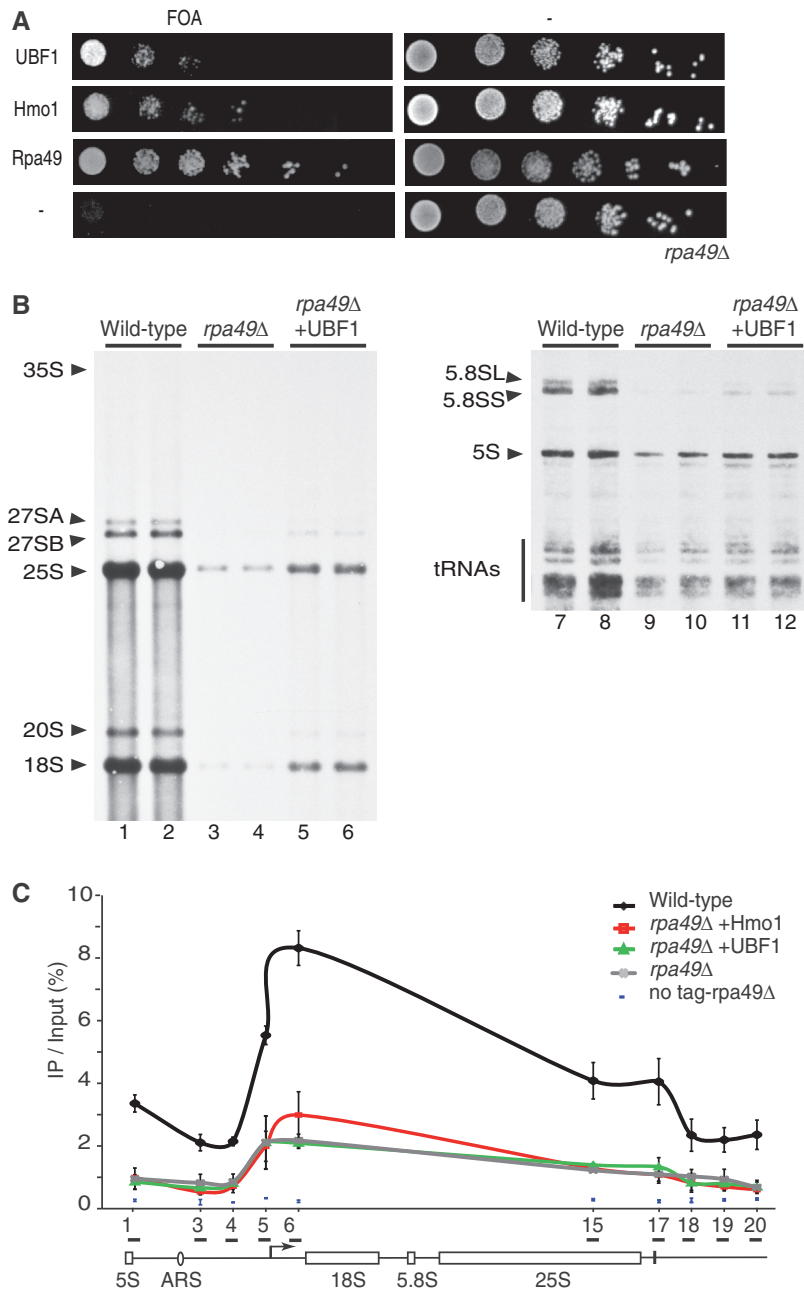 A
FOA
-
UBF1
Hmo1
Rpa49
-
rpa49Δ
B
Wild-type
rpa49Δ
rpa49Δ
+UBF1
35S
27SA
27SB
25S
20S
18S
1 2 3 4 5 6
Wild-type
rpa49Δ
rpa49Δ
+UBF1
5.8SL
5.8SS
5S
tRNAs
7 8 9 10 11 12
C
IP / Input (%)
10
8
6
4
2
0
Wild-type
rpa49Δ +Hmo1
rpa49Δ +UBF1
rpa49Δ
no tag-rpa49Δ
1 3 4 5 6 15 17 18 19 20
5S ARS 18S 5.8S 25S